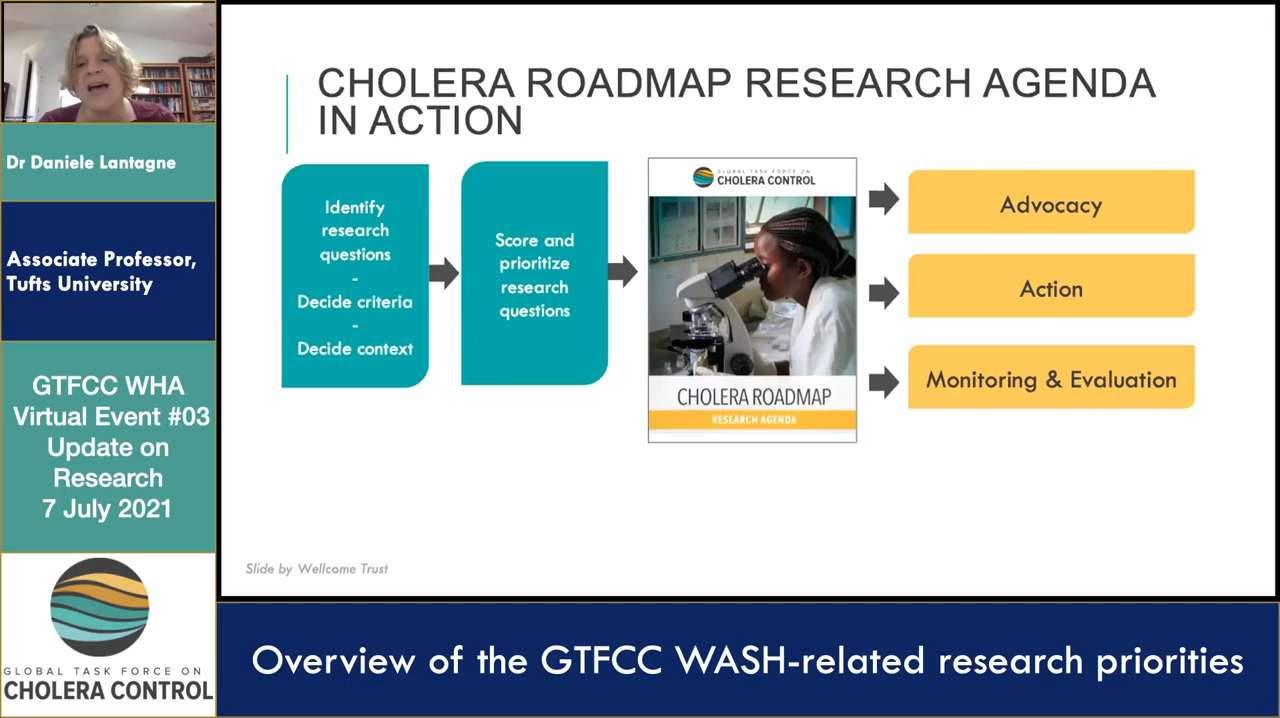 Dr Daniele Lantagne
Associate Professor,
Tufts University
GTFCC WHA
Virtual Event #03
Update on
Research
7 July 2021
GLOBAL TASK FORCE ON
CHOLERA CONTROL
CHOLERA ROADMAP RESEARCH AGENDA
IN ACTION
Identify
research
questions
-
Decide criteria
-
Decide context
Score and
prioritize
research
questions
GLOBAL TASK FORCE ON
CHOLERA CONTROL
CHOLERA ROADMAP
RESEARCH AGENDA
Advocacy
Action
Monitoring & Evaluation
Slide by Wellcome Trust
Overview of the GTFCC WASH-related research priorities